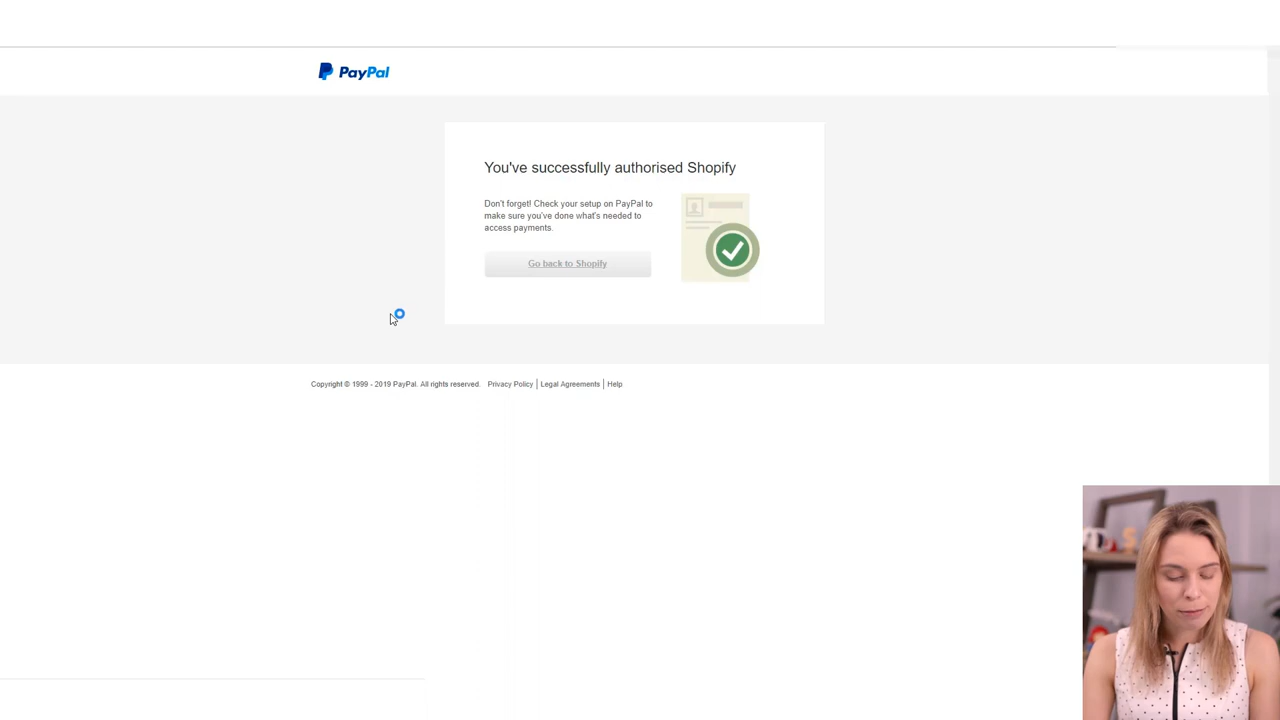 PayPal
You've successfully authorised Shopify
Don't forget! Check your setup on PayPal to
make sure you've done what's needed to
access payments.
Go back to Shopify
Copyright © 1999 - 2019 PayPal. All rights reserved. Privacy Policy | Legal Agreements | Help